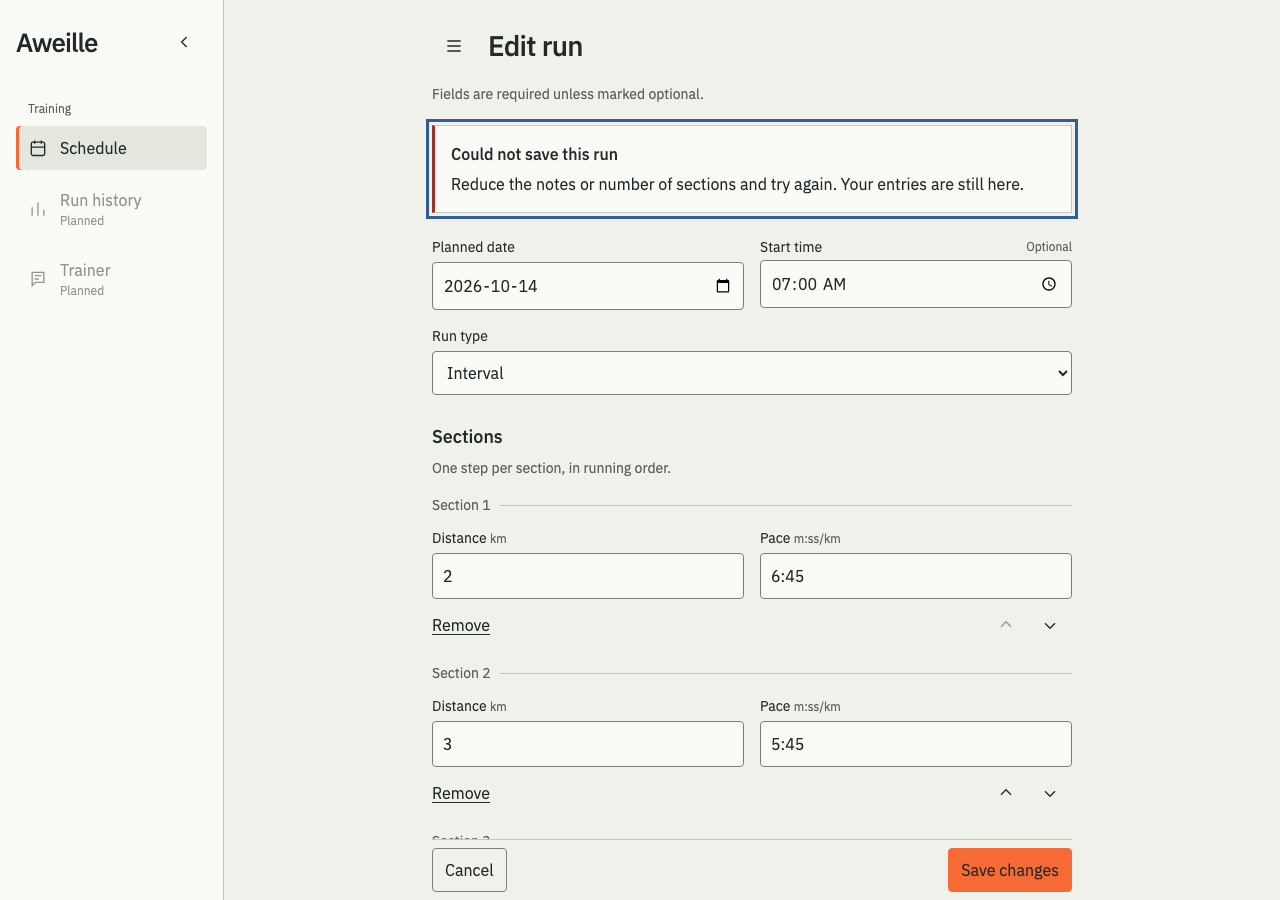 Aweille
Training
Schedule
Run history
Planned
Trainer
Planned
Edit run
Fields are required unless marked optional.
Could not save this run
Reduce the notes or number of sections and try again. Your entries are still here.
Planned date
Start time Optional
2026-10-14
07:00 AM
Run type
Interval
Sections
One step per section, in running order.
Section 1
Distance km
Pace m:ss/km
2
6:45
Remove
Section 2
Distance km
Pace m:ss/km
3
5:45
Remove
Cancel
Save changes